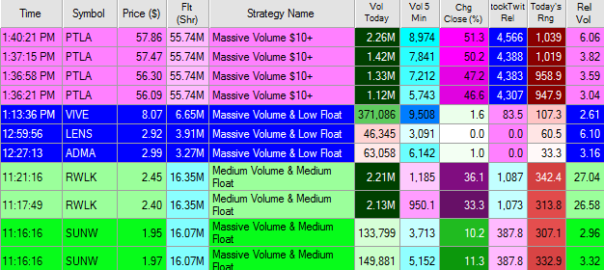 Time Symbol Price ($) Flt (Shr) Strategy Name Vol Today Vol 5 Min Chg Close (%) tookTwit Rel Today's Rng Rel Vol
1:40:21 PM PTLA 57.86 55.74M Massive Volume $10+ 2.26M 8,974 51.3 4,566 1,039 6.06
1:37:15 PM PTLA 57.47 55.74M Massive Volume $10+ 1.42M 7,841 50.2 4,388 1,019 3.82
1:36:58 PM PTLA 56.30 55.74M Massive Volume $10+ 1.33M 7,212 47.2 4,383 958.9 3.59
1:36:21 PM PTLA 56.09 55.74M Massive Volume $10+ 1.12M 5,743 46.6 4,307 947.9 3.04
1:13:36 PM VIVE 8.07 6.65M Massive Volume & Low Float 371,086 9,508 1.6 83.5 107.3 2.61
12:59:56 LENS 2.92 3.91M Massive Volume & Low Float 46,345 3,091 0.0 0.0 60.5 6.10
12:27:13 ADMA 2.99 3.27M Massive Volume & Low Float 63,058 6,142 1.0 0.0 33.3 3.16
11:21:16 RWLK 2.45 16.35M Medium Volume & Medium Float 2.21M 1,185 36.1 1,087 342.4 27.04
11:17:49 RWLK 2.40 16.35M Medium Volume & Medium Float 2.13M 950.1 33.3 1,073 313.8 26.58
11:16:16 SUNW 1.95 16.07M Massive Volume & Medium Float 133,799 3,713 10.2 387.8 307.1 2.96
11:16:16 SUNW 1.97 16.07M Massive Volume & Medium Float 149,881 5,152 11.3 387.8 332.9 3.32